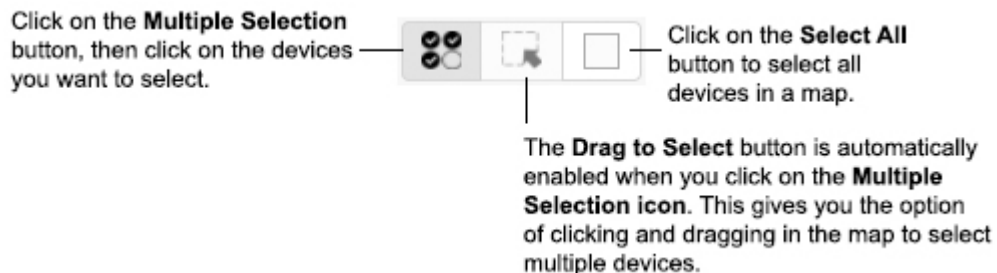 Click on the Multiple Selection
button, then click on the devices
you want to select.
Click on the Select All
button to select all
devices in a map.
The Drag to Select button is automatically
enabled when you click on the Multiple
Selection icon. This gives you the option
of clicking and dragging in the map to select
multiple devices.